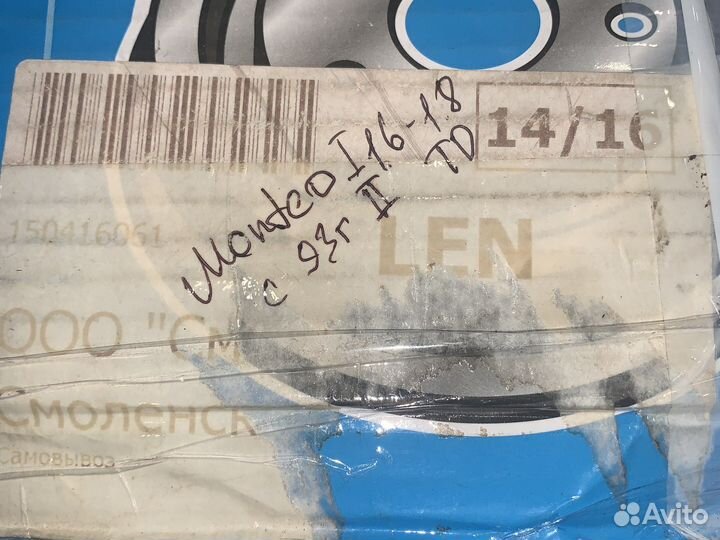 14/16
Mondeo I 1.6-1.8
с 93г II TD
150416061
LEN
ООО "См
Смоленск
Самовывоз
Avito